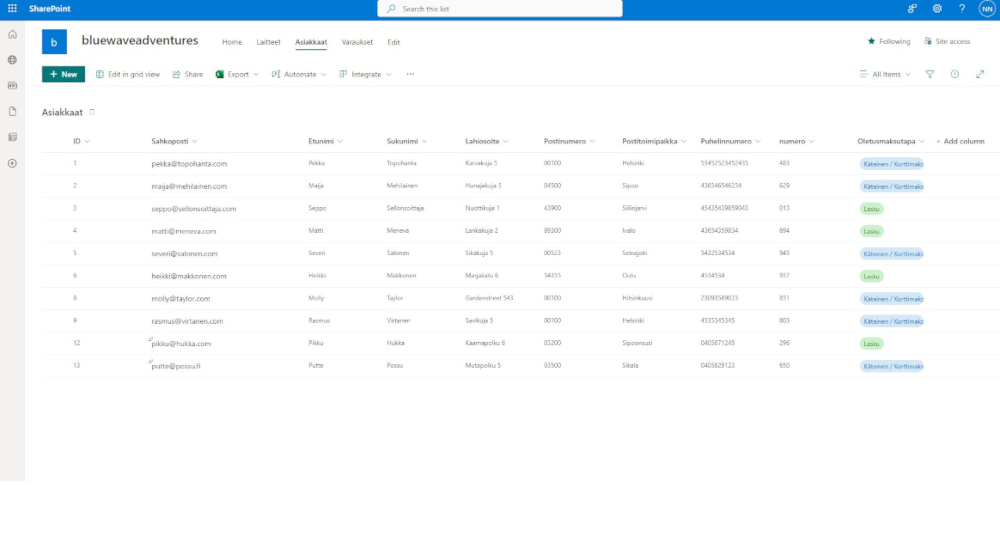 SharePoint
Search this list
NN
b
bluewaveadventures Home Laitteet Asiakkaat Varaukset Edit
Following Site access
+ New Edit in grid view Share Export Automate Integrate ... All Items
Asiakkaat
ID Sahkoposti Etunimi Sukunimi Lahiosoite Postinumero Postitoimipaikka Puhelinnumero numero Oletusmaksutapa + Add column
1 pekka@topohanta.com Pekka Topohanta Karvakuja 5 00100 Helsinki 53452523452435 483 Käteinen / Korttimaks
2 maija@mehilainen.com Maija Mehilainen Hunajakuja 5 04500 Sipoo 436546546234 629 Käteinen / Korttimaks
3 seppo@sellonsoittaja.com Seppo Sellonsoittaja Nuottikuja 1 43900 Siilinjarvi 45435439859043 013 Lasku
4 matti@meneva.com Matti Meneva Lankakuja 2 89300 43654359834 694 Lasku
5 severi@salonen.com Severi Salonen Sikakuja 5 00523 Seinajoki 5432534534 945 Käteinen / Korttimaks
6 heikki@makkonen.com Heikki Makkonen Marjakatu 6 54355 Oulu 4534534 937 Lasku
8 molly@taylor.com Molly Taylor Gardenstreet 543 00100 23093589023 851 Käteinen / Korttimaks
9 rasmus@virtanen.com Rasmus Virtanen Savikuja 5 00100 Helsinki 4535345345 803 Käteinen / Korttimaks
12 pikku@hukka.com Pikku Hukka Kaarnapolku 6 03200 0405871245 296 Lasku
13 putte@possu.fi Putte Possu Mutapolku 5 03500 Sikala 0405829123 650 Käteinen / Korttimaks